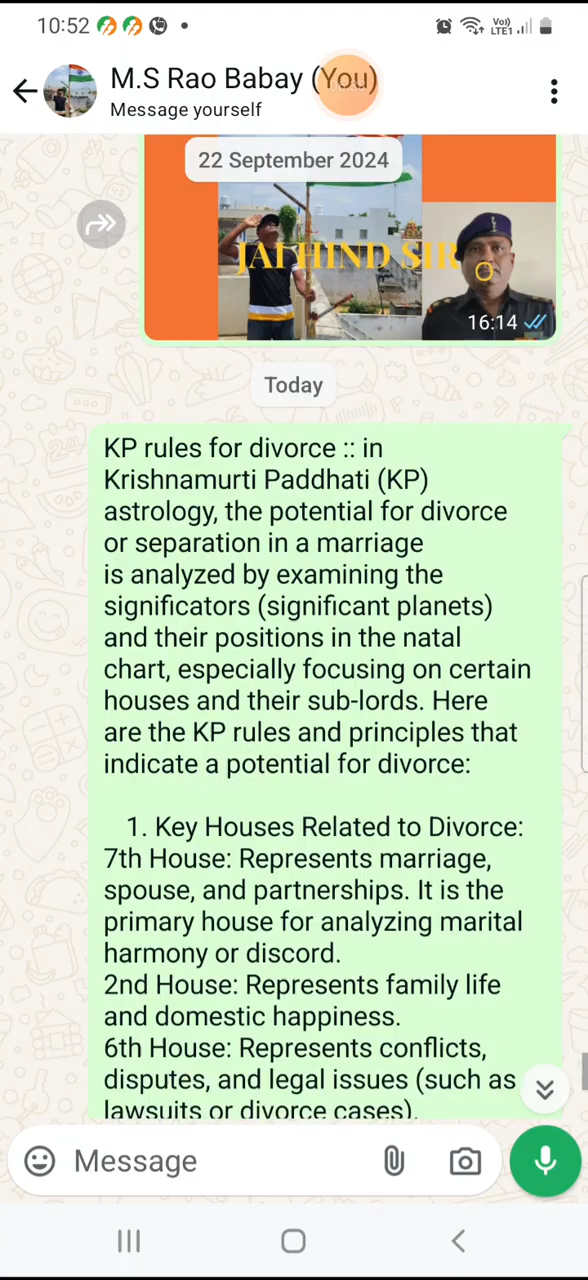 10:52
Vo)
LTE1
M.S Rao Babay (You)
Message yourself
22 September 2024
JAI HIND SIR
16:14
Today
KP rules for divorce :: in
Krishnamurti Paddhati (KP)
astrology, the potential for divorce
or separation in a marriage
is analyzed by examining the
significators (significant planets)
and their positions in the natal
chart, especially focusing on certain
houses and their sub-lords. Here
are the KP rules and principles that
indicate a potential for divorce:
1. Key Houses Related to Divorce:
7th House: Represents marriage,
spouse, and partnerships. It is the
primary house for analyzing marital
harmony or discord.
2nd House: Represents family life
and domestic happiness.
6th House: Represents conflicts,
disputes, and legal issues (such as
lawsuits or divorce cases).
Message